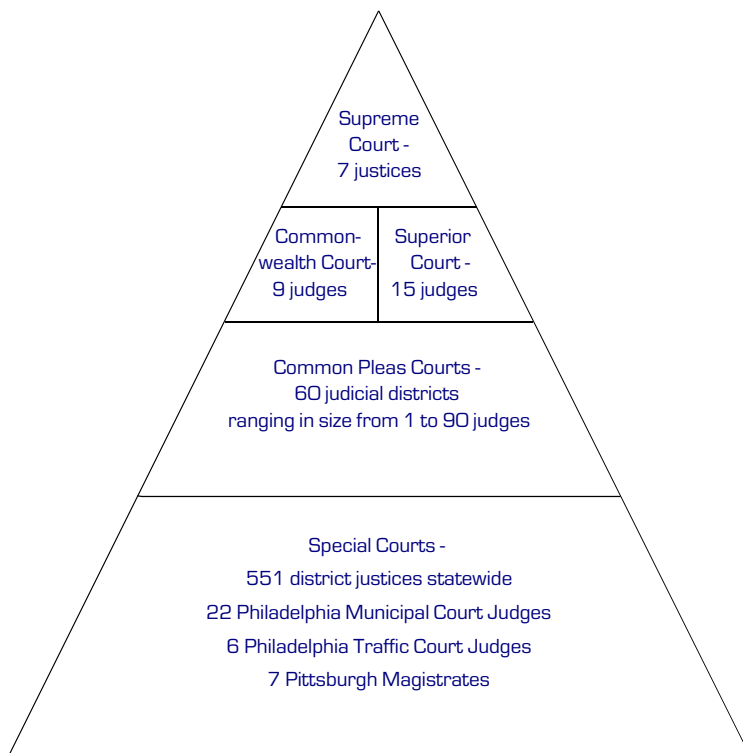 Supreme
Court -
7 justices
Common-
wealth Court-
9 judges
Superior
Court -
15 judges
Common Pleas Courts -
60 judicial districts
ranging in size from 1 to 90 judges
Special Courts -
551 district justices statewide
22 Philadelphia Municipal Court Judges
6 Philadelphia Traffic Court Judges
7 Pittsburgh Magistrates